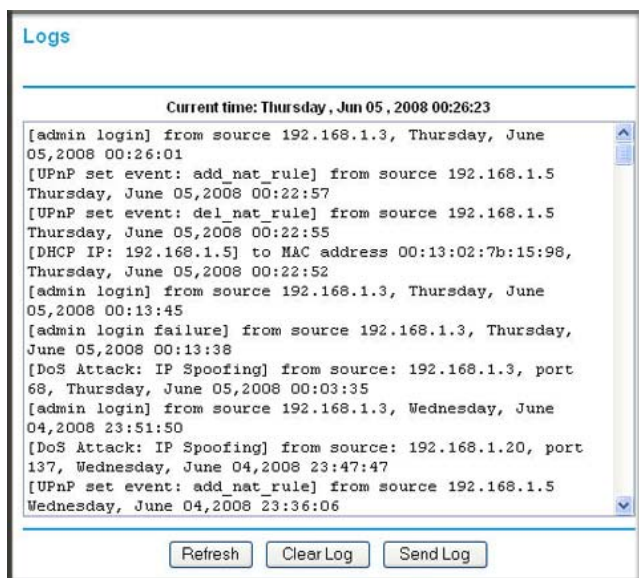 Logs
Current time: Thursday , Jun 05 , 2008 00:26:23
[admin login] from source 192.168.1.3, Thursday, June
05,2008 00:26:01
[UPnP set event: add_nat_rule] from source 192.168.1.5
Thursday, June 05,2008 00:22:57
[UPnP set event: del_nat_rule] from source 192.168.1.5
Thursday, June 05,2008 00:22:55
[DHCP IP: 192.168.1.5] to MAC address 00:13:02:7b:15:98,
Thursday, June 05,2008 00:22:52
[admin login] from source 192.168.1.3, Thursday, June
05,2008 00:13:45
[admin login failure] from source 192.168.1.3, Thursday,
June 05,2008 00:13:38
[DoS Attack: IP Spoofing] from source: 192.168.1.3, port
68, Thursday, June 05,2008 00:03:35
[admin login] from source 192.168.1.3, Wednesday, June
04,2008 23:51:50
[DoS Attack: IP Spoofing] from source: 192.168.1.20, port
137, Wednesday, June 04,2008 23:47:47
[UPnP set event: add_nat_rule] from source 192.168.1.5
Wednesday, June 04,2008 23:36:06
Refresh Clear Log Send Log